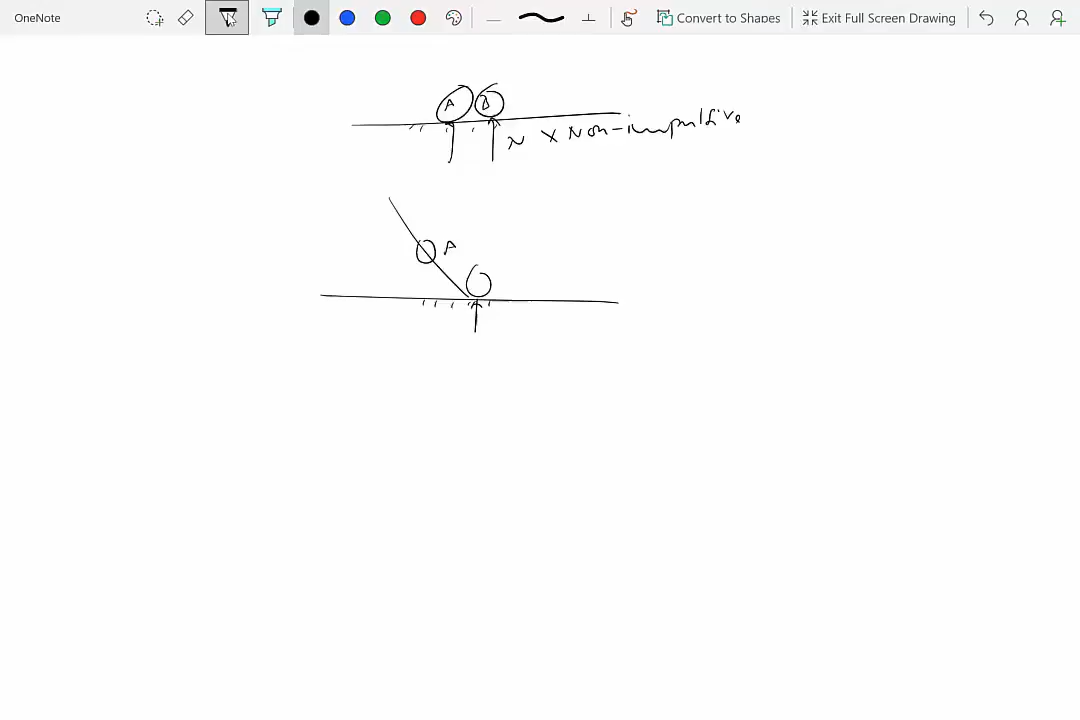 OneNote Convert to Shapes Exit Full Screen Drawing
A B
N X Non-impulsive
A